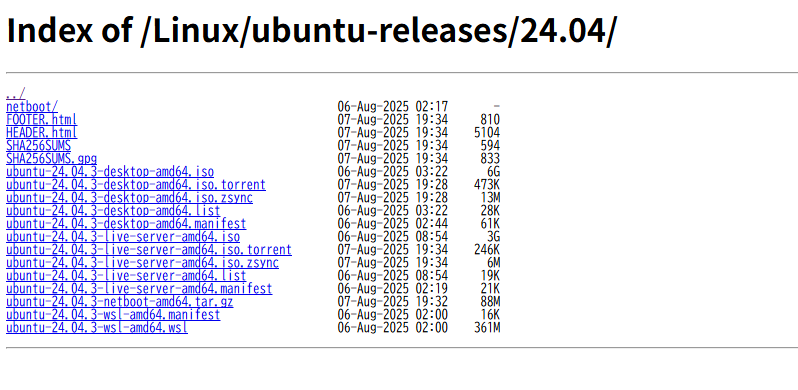 Index of /Linux/ubuntu-releases/24.04/
../
netboot/ 06-Aug-2025 02:17 -
FOOTER.html 07-Aug-2025 19:34 810
HEADER.html 07-Aug-2025 19:34 5104
SHA256SUMS 07-Aug-2025 19:34 594
SHA256SUMS.gpg 07-Aug-2025 19:34 833
ubuntu-24.04.3-desktop-amd64.iso 06-Aug-2025 03:22 6G
ubuntu-24.04.3-desktop-amd64.iso.torrent 07-Aug-2025 19:28 473K
ubuntu-24.04.3-desktop-amd64.iso.zsync 07-Aug-2025 19:28 13M
ubuntu-24.04.3-desktop-amd64.list 06-Aug-2025 03:22 28K
ubuntu-24.04.3-desktop-amd64.manifest 06-Aug-2025 02:44 61K
ubuntu-24.04.3-live-server-amd64.iso 06-Aug-2025 08:54 3G
ubuntu-24.04.3-live-server-amd64.iso.torrent 07-Aug-2025 19:34 246K
ubuntu-24.04.3-live-server-amd64.iso.zsync 07-Aug-2025 19:34 6M
ubuntu-24.04.3-live-server-amd64.list 06-Aug-2025 08:54 19K
ubuntu-24.04.3-live-server-amd64.manifest 06-Aug-2025 02:19 21K
ubuntu-24.04.3-netboot-amd64.tar.gz 07-Aug-2025 19:32 88M
ubuntu-24.04.3-wsl-amd64.manifest 06-Aug-2025 02:00 16K
ubuntu-24.04.3-wsl-amd64.wsl 06-Aug-2025 02:00 361M